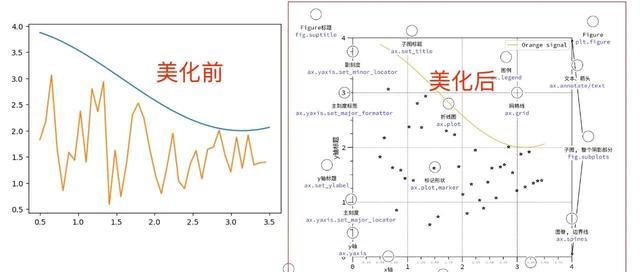 4.0
3.5
3.0
2.5
2.0
1.5
1.0
0.5
0.5
1.0
1.5
2.0
2.5
3.0
3.5
美化前
Figure标题
fig.suptitle
子图标题
ax.set_title
Figure
plt.figure
4
Orange signal
副刻度
ax.yaxis.set_minor_locator
图例
ax.legend
文本、箭头
ax.annotate/text
美化后
3
主刻度标签
ax.yaxis.set_major_formatter
网格线
ax.grid
折线图
ax.plot
y轴标题
2
子图, 整个阴影部分
fig.subplots
y轴标题
ax.set_ylabel
标记形状
ax.plot,marker
1
主刻度
ax.yaxis.set_major_locator
图脊, 边界线
ax.spines
y轴
ax.yaxis
0
0
2
3
4
x轴